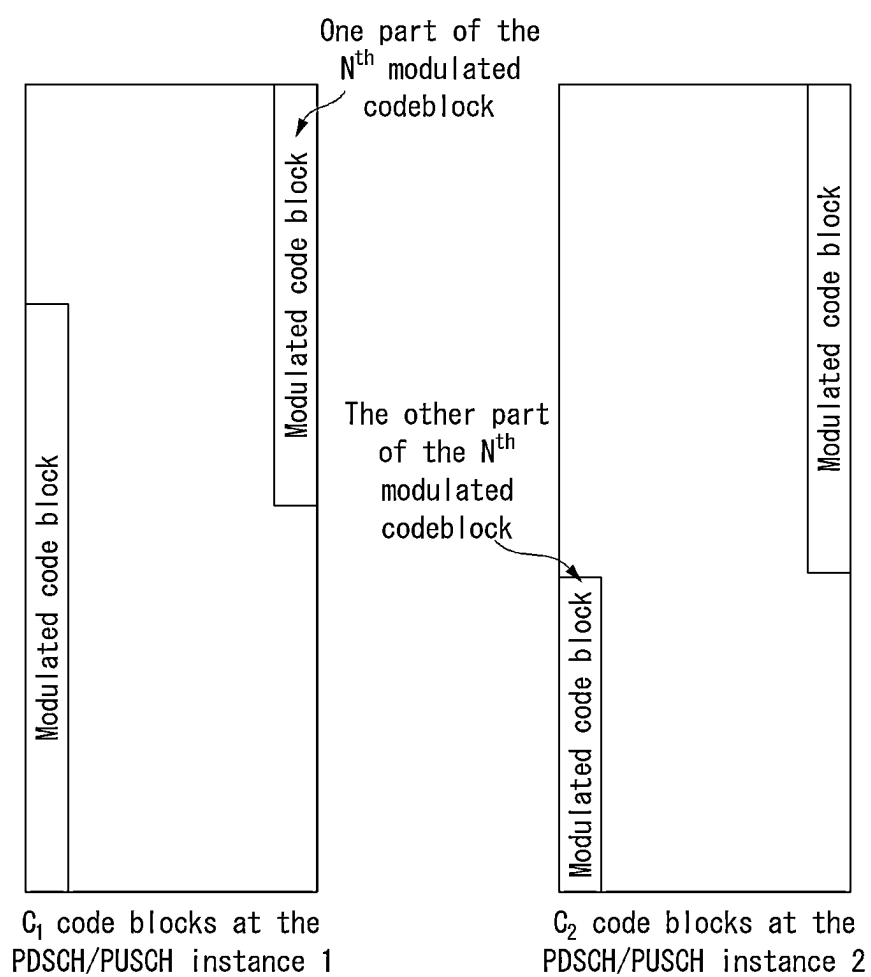 One part of the
Nth modulated
codeblock
Modulated code block
Modulated code block
The other part
of the Nth
modulated
codeblock
Modulated code block
Modulated code block
C1 code blocks at the
PDSCH/PUSCH instance 1
C2 code blocks at the
PDSCH/PUSCH instance 2